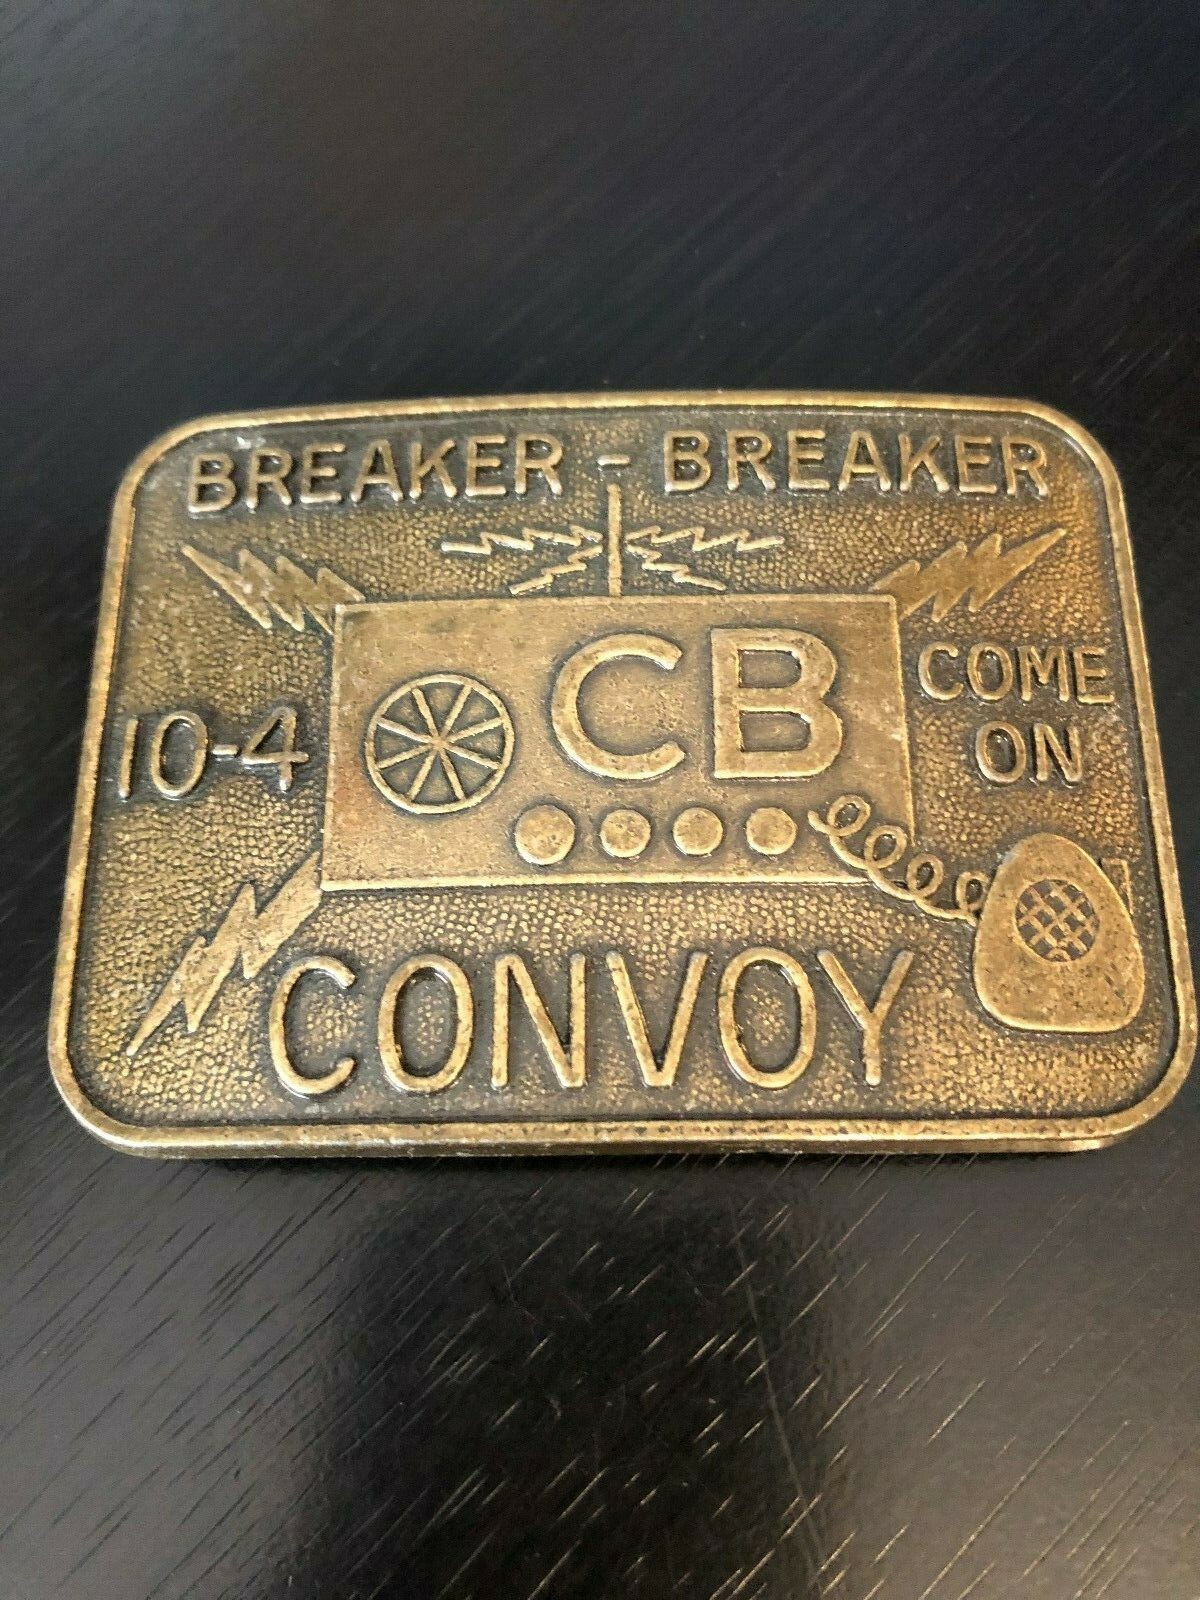 BREAKER - BREAKER
CB
COME
ON
10-4
CONVOY